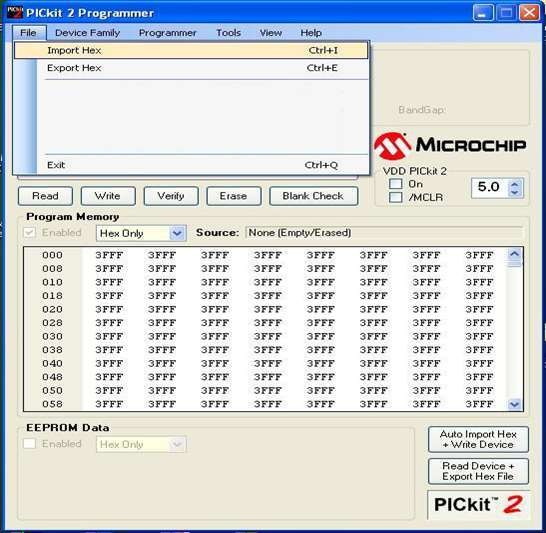 PICkit 2 Programmer
File Device Family Programmer Tools View Help
Import Hex Ctrl+I
Export Hex Ctrl+E
BandGap:
Exit Ctrl+Q
MICROCHIP
VDD PICkit 2
On
/MCLR
5.0
Read Write Verify Erase Blank Check
Program Memory
Enabled Hex Only Source: None (Empty/Erased)
000 3FFF 3FFF 3FFF 3FFF 3FFF 3FFF 3FFF 3FFF
008 3FFF 3FFF 3FFF 3FFF 3FFF 3FFF 3FFF 3FFF
010 3FFF 3FFF 3FFF 3FFF 3FFF 3FFF 3FFF 3FFF
018 3FFF 3FFF 3FFF 3FFF 3FFF 3FFF 3FFF 3FFF
020 3FFF 3FFF 3FFF 3FFF 3FFF 3FFF 3FFF 3FFF
028 3FFF 3FFF 3FFF 3FFF 3FFF 3FFF 3FFF 3FFF
030 3FFF 3FFF 3FFF 3FFF 3FFF 3FFF 3FFF 3FFF
038 3FFF 3FFF 3FFF 3FFF 3FFF 3FFF 3FFF 3FFF
040 3FFF 3FFF 3FFF 3FFF 3FFF 3FFF 3FFF 3FFF
048 3FFF 3FFF 3FFF 3FFF 3FFF 3FFF 3FFF 3FFF
050 3FFF 3FFF 3FFF 3FFF 3FFF 3FFF 3FFF 3FFF
058 3FFF 3FFF 3FFF 3FFF 3FFF 3FFF 3FFF 3FFF
EEPROM Data
Enabled Hex Only
Auto Import Hex
+ Write Device
Read Device +
Export Hex File
PICkit™ 2